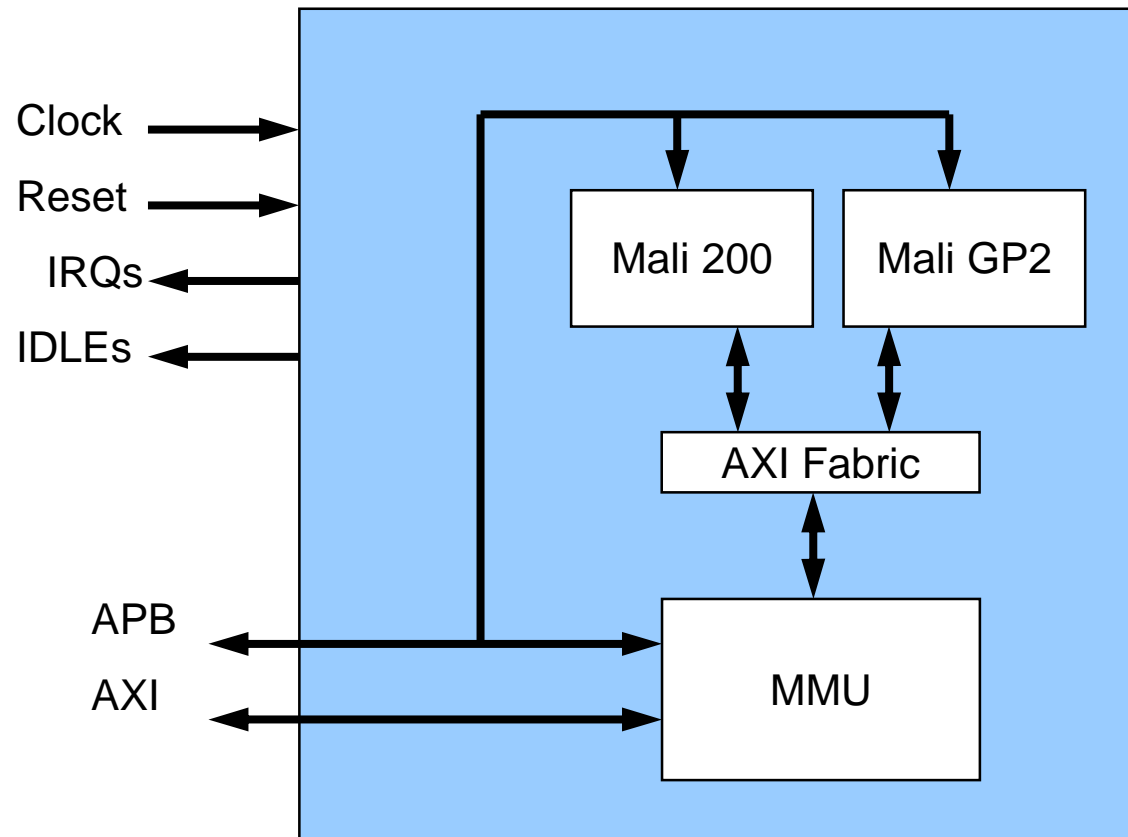 Clock
Reset
IRQs
IDLEs
Mali 200
Mali GP2
AXI Fabric
APB
AXI
MMU